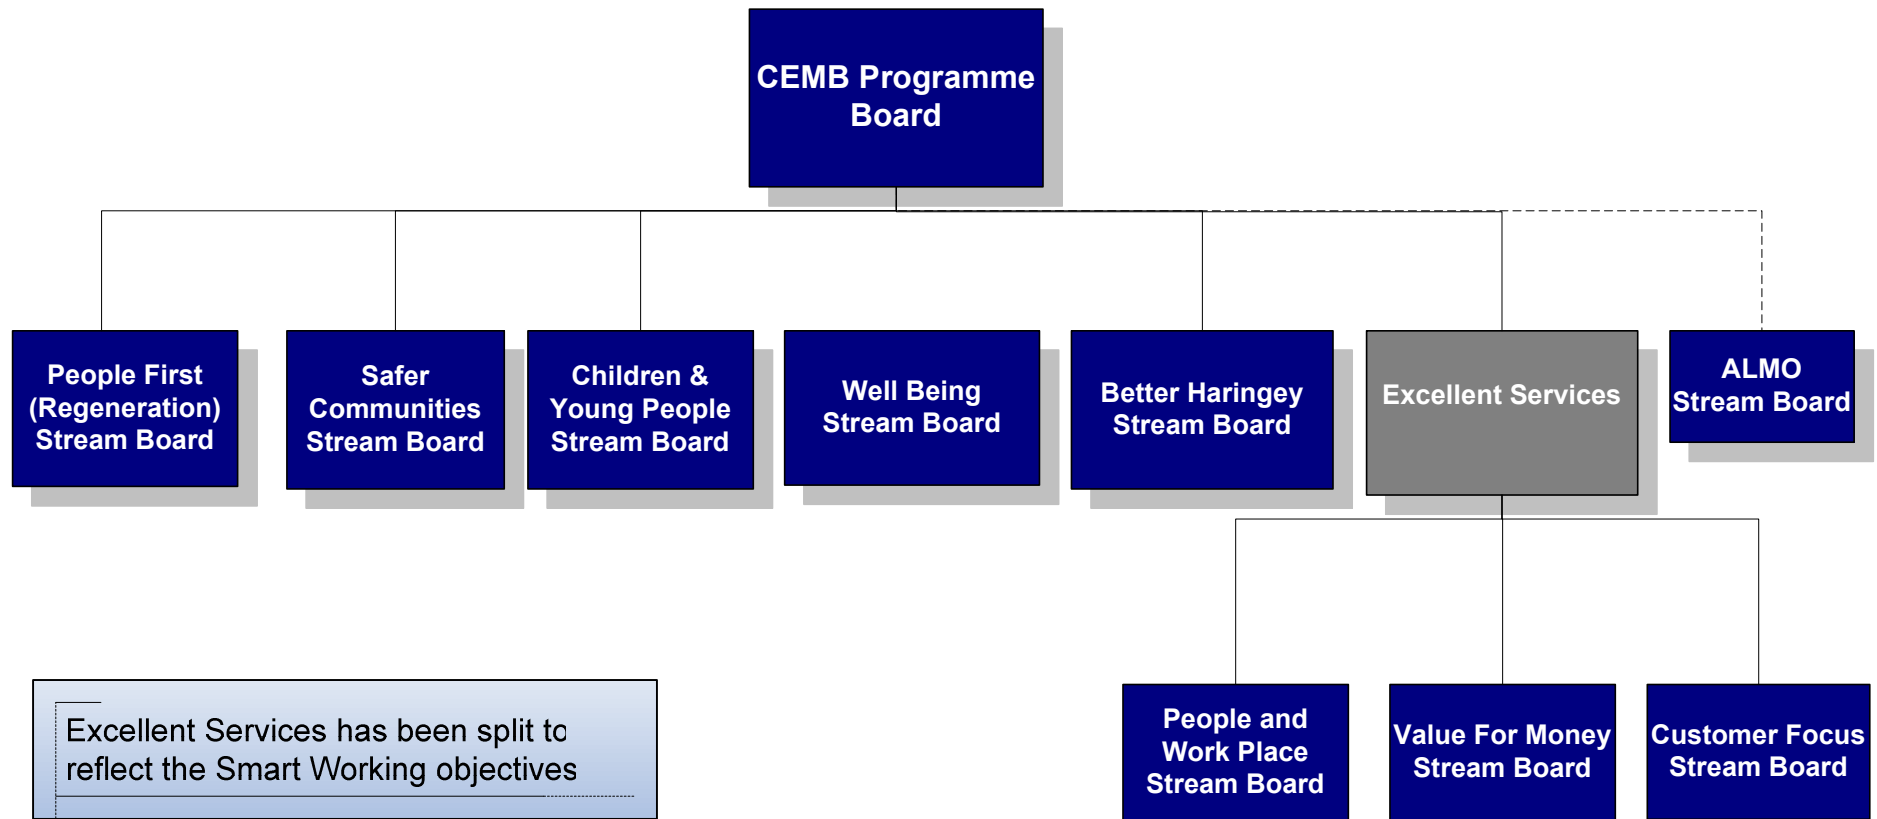 CEMB Programme
Board
People First
(Regeneration)
Stream Board
Safer
Communities
Stream Board
Children &
Young People
Stream Board
Well Being
Stream Board
Better Haringey
Stream Board
Excellent Services
ALMO
Stream Board
People and
Work Place
Stream Board
Value For Money
Stream Board
Customer Focus
Stream Board
Excellent Services has been split to
reflect the Smart Working objectives